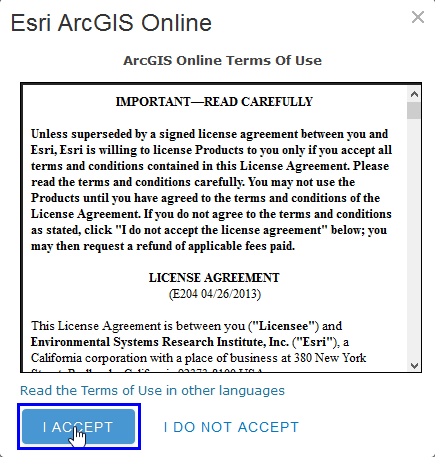 Esri ArcGIS Online
ArcGIS Online Terms Of Use
IMPORTANT—READ CAREFULLY
Unless superseded by a signed license agreement between you and
Esri, Esri is willing to license Products to you only if you accept all
terms and conditions contained in this License Agreement. Please
read the terms and conditions carefully. You may not use the
Products until you have agreed to the terms and conditions of the
License Agreement. If you do not agree to the terms and conditions
as stated, click "I do not accept the license agreement" below; you
may then request a refund of applicable fees paid.
LICENSE AGREEMENT
(E204 04/26/2013)
This License Agreement is between you ("Licensee") and
Environmental Systems Research Institute, Inc. ("Esri"), a
California corporation with a place of business at 380 New York
Street, Redlands, California 92373-8100 USA
Read the Terms of Use in other languages
I ACCEPT
I DO NOT ACCEPT